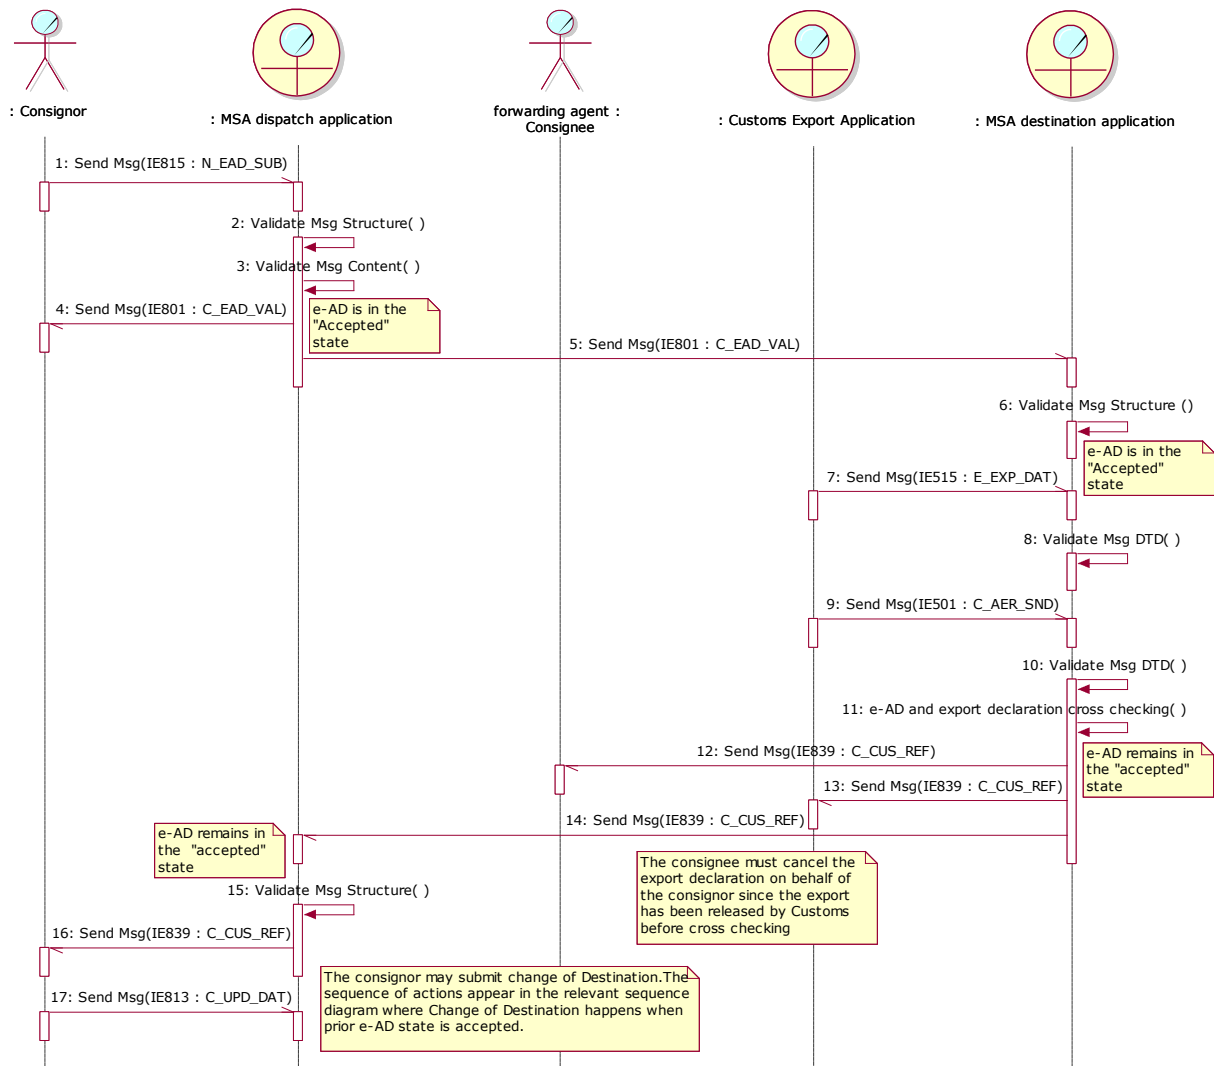 : Consignor
: MSA dispatch application
forwarding agent :
Consignee
: Customs Export Application
: MSA destination application
1: Send Msg(IE815 : N_EAD_SUB)
2: Validate Msg Structure( )
3: Validate Msg Content( )
4: Send Msg(IE801 : C_EAD_VAL)
e-AD is in the
"Accepted"
state
5: Send Msg(IE801 : C_EAD_VAL)
6: Validate Msg Structure ()
e-AD is in the
"Accepted"
state
7: Send Msg(IE515 : E_EXP_DAT)
8: Validate Msg DTD( )
9: Send Msg(IE501 : C_AER_SND)
10: Validate Msg DTD( )
11: e-AD and export declaration cross checking( )
12: Send Msg(IE839 : C_CUS_REF)
e-AD remains in
the "accepted"
state
13: Send Msg(IE839 : C_CUS_REF)
14: Send Msg(IE839 : C_CUS_REF)
e-AD remains in
the "accepted"
state
The consignee must cancel the
export declaration on behalf of
the consignor since the export
has been released by Customs
before cross checking
15: Validate Msg Structure( )
16: Send Msg(IE839 : C_CUS_REF)
The consignor may submit change of Destination.The
sequence of actions appear in the relevant sequence
diagram where Change of Destination happens when
prior e-AD state is accepted.
17: Send Msg(IE813 : C_UPD_DAT)